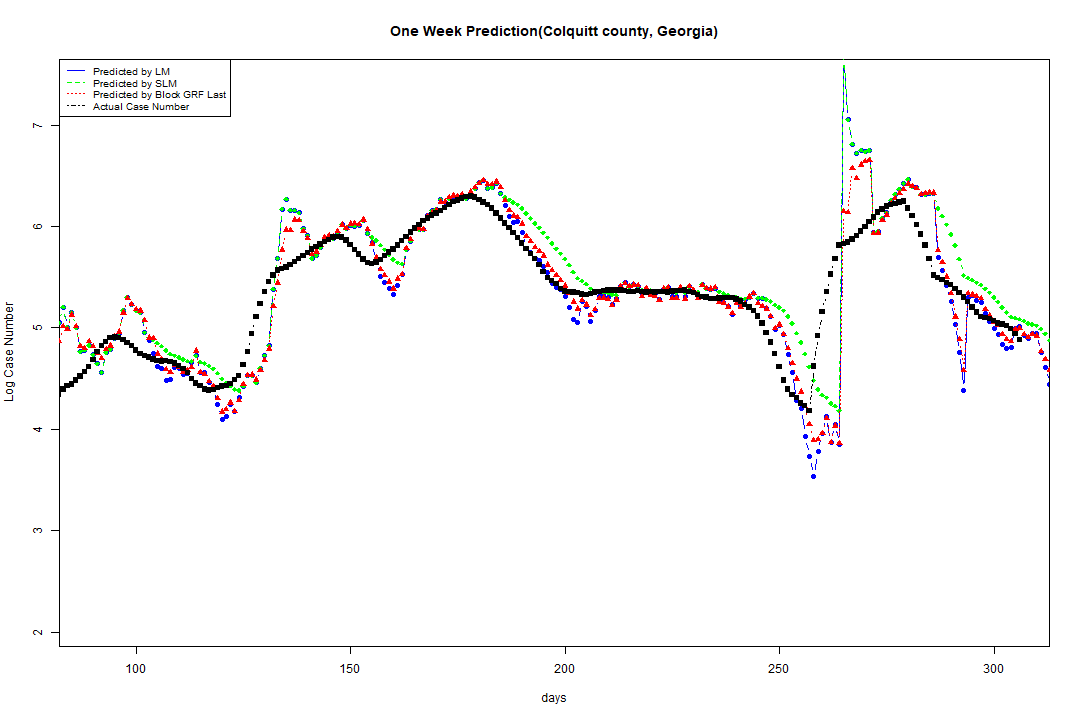 One Week Prediction(Colquitt county, Georgia)
Predicted by LM
Predicted by SLM
Predicted by Block GRF Last
Actual Case Number
Log Case Number
7
6
5
4
3
2
100
150
200
250
300
days